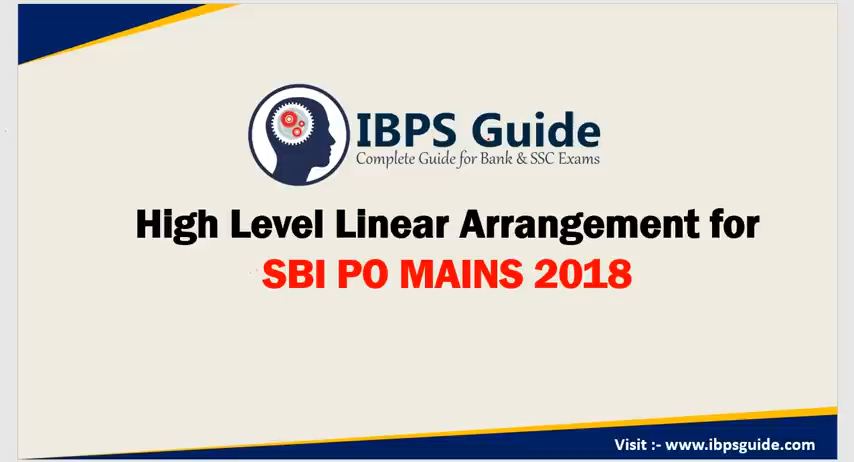 IBPS Guide
Complete Guide for Bank & SSC Exams
High Level Linear Arrangement for
SBI PO MAINS 2018
Visit :- www.ibpsguide.com